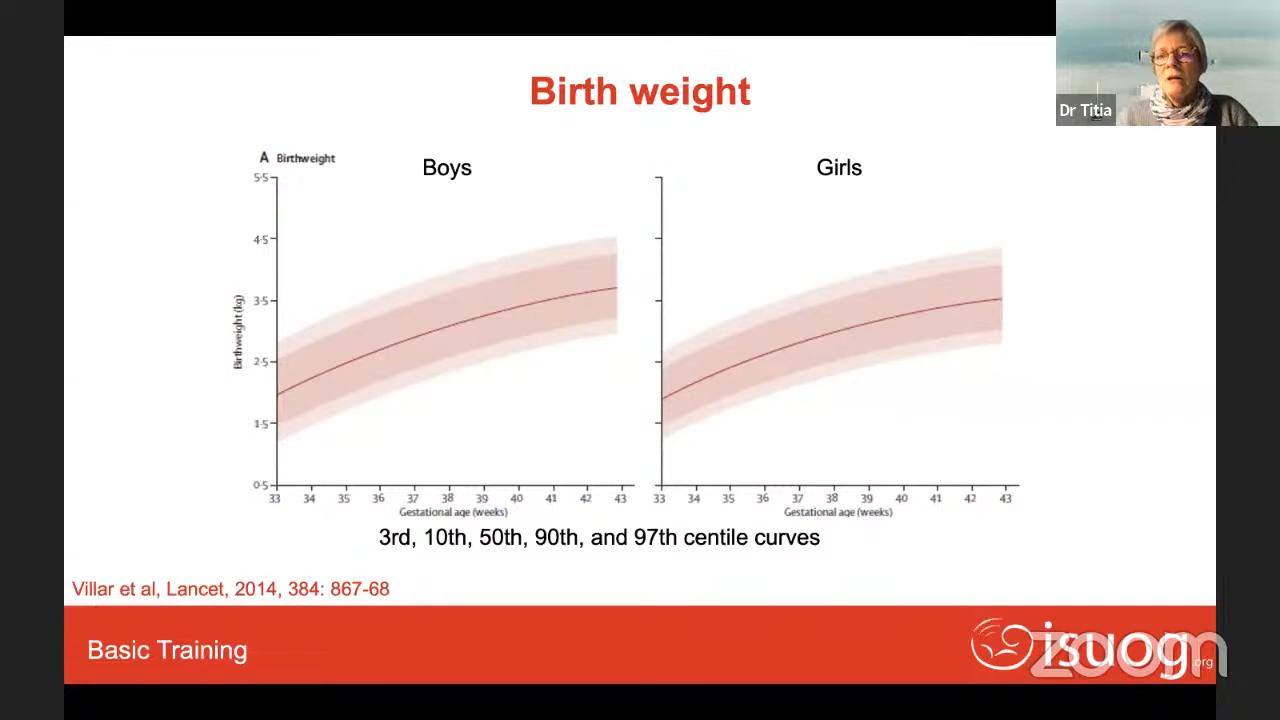 Birth weight
Dr Titia
A Birthweight
Boys
Girls
5·5
4·5
3·5
2·5
1·5
0·5
Birthweight (kg)
33 34 35 36 37 38 39 40 41 42 43
Gestational age (weeks)
33 34 35 36 37 38 39 40 41 42 43
Gestational age (weeks)
3rd, 10th, 50th, 90th, and 97th centile curves
Villar et al, Lancet, 2014, 384: 867-68
Basic Training
isuog.org
zoom